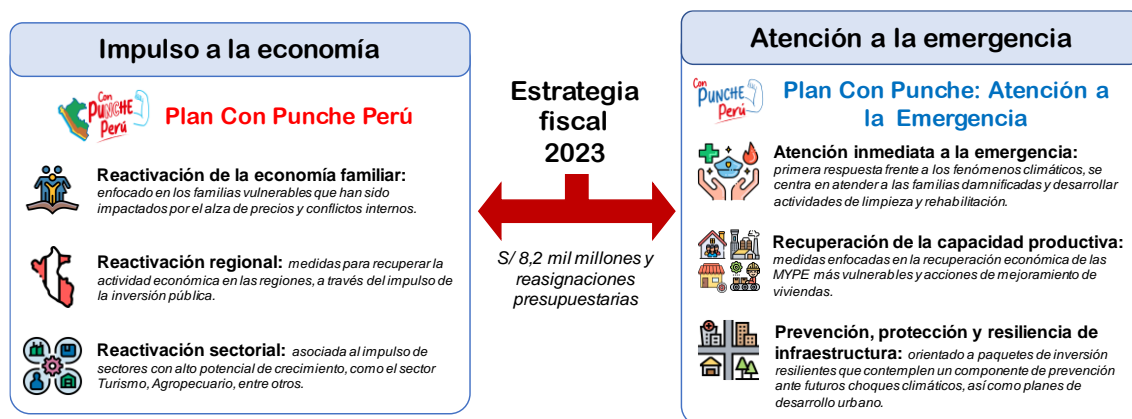 Impulso a la economía
Con
PUNCHE
Perú
Plan Con Punche Perú
Reactivación de la economía familiar:
enfocado en los familias vulnerables que han sido
impactados por el alza de precios y conflictos internos.
Reactivación regional: medidas para recuperar la
actividad económica en las regiones, a través del impulso de
la inversión pública.
Reactivación sectorial: asociada al impulso de
sectores con alto potencial de crecimiento, como el sector
Turismo, Agropecuario, entre otros.
Estrategia
fiscal
2023
S/ 8,2 mil millones y
reasignaciones
presupuestarias
Atención a la emergencia
Con
PUNCHE
Perú
Plan Con Punche: Atención a
la Emergencia
Atención inmediata a la emergencia:
primera respuesta frente a los fenómenos climáticos, se
centra en atender a las familias damnificadas y desarrollar
actividades de limpieza y rehabilitación.
Recuperación de la capacidad productiva:
medidas enfocadas en la recuperación económica de las
MYPE más vulnerables y acciones de mejoramiento de
viviendas.
Prevención, protección y resiliencia de
infraestructura: orientado a paquetes de inversión
resilientes que contemplen un componente de prevención
ante futuros choques climáticos, así como planes de
desarrollo urbano.